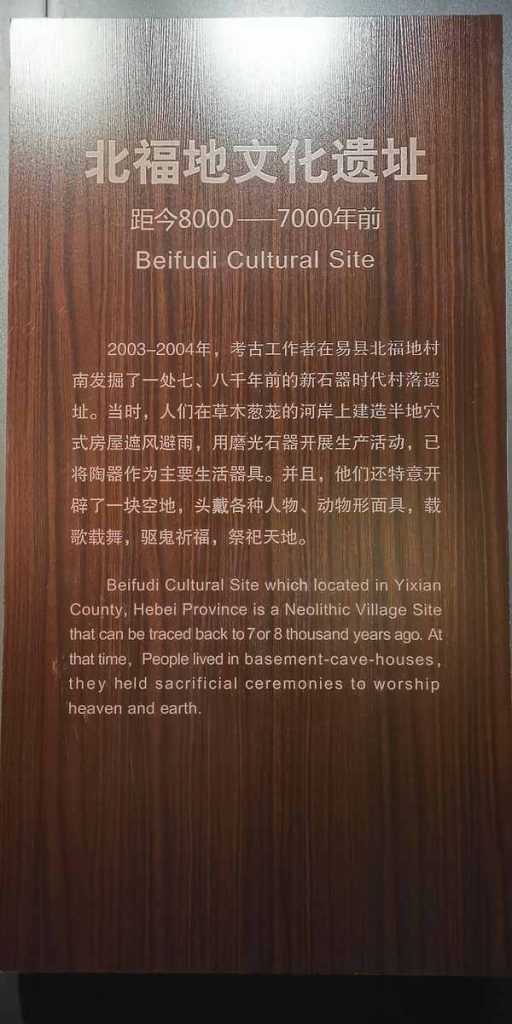 北福地文化遗址
距今8000——7000年前
Beifudi Cultural Site
2003-2004年，考古工作者在易县北福地村
南发掘了一处七、八千年前的新石器时代村落遗
址。当时，人们在草木葱茏的河岸上建造半地穴
式房屋遮风避雨，用磨光石器开展生产活动，已
将陶器作为主要生活器具。并且，他们还特意开
辟了一块空地，头戴各种人物、动物形面具，载
歌载舞，驱鬼祈福，祭祀天地。
Beifudi Cultural Site which located in Yixian
County, Hebei Province is a Neolithic Village Site
that can be traced back to 7 or 8 thousand years ago. At
that time, People lived in basement-cave-houses,
they held sacrificial ceremonies to worship
heaven and earth.